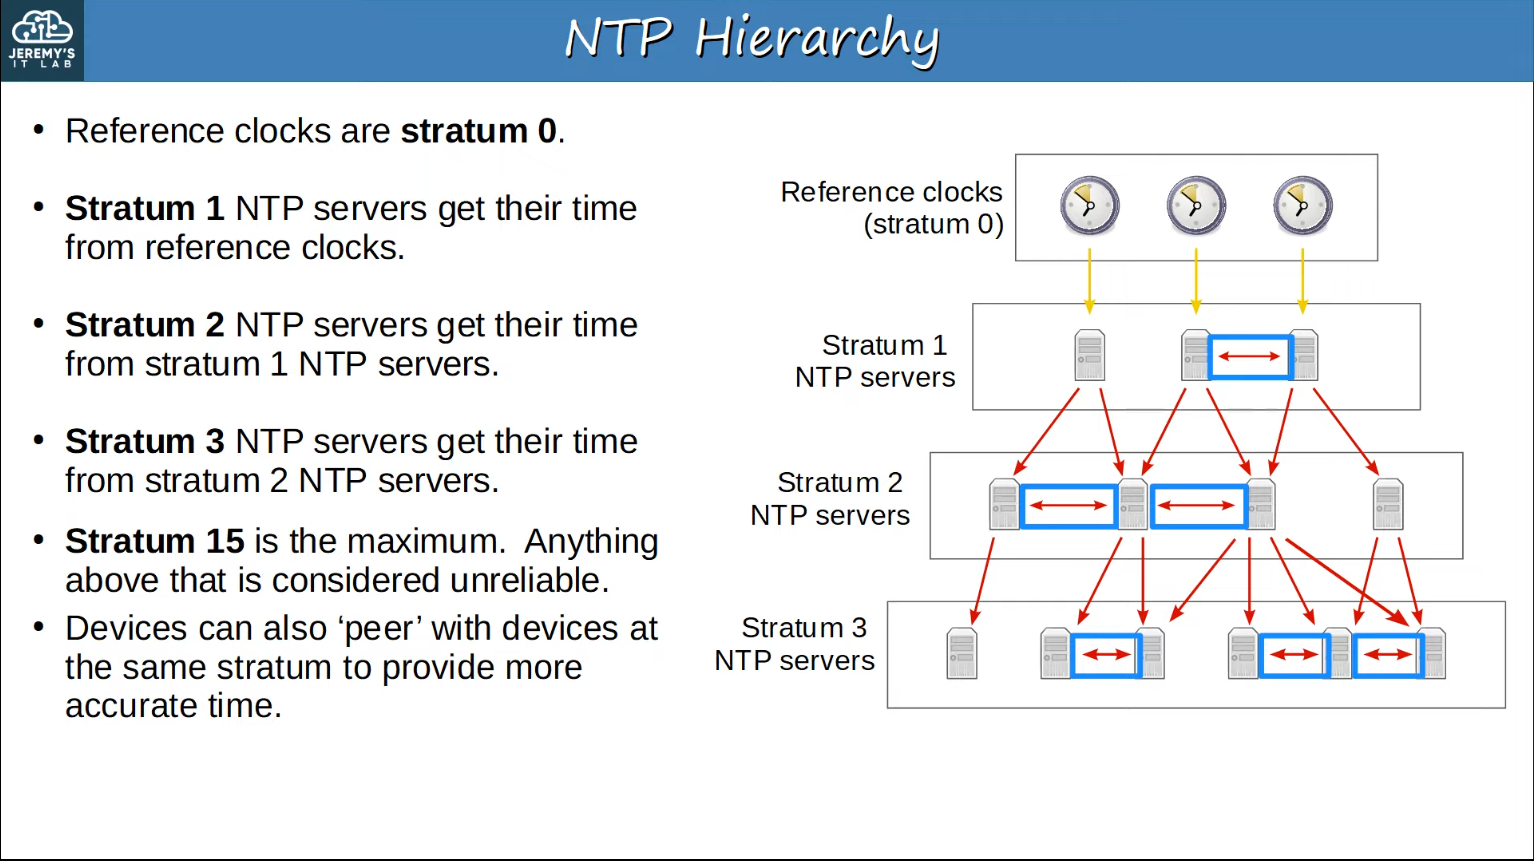 JEREMY'S
IT LAB
NTP Hierarchy
• Reference clocks are stratum 0.
• Stratum 1 NTP servers get their time
from reference clocks.
• Stratum 2 NTP servers get their time
from stratum 1 NTP servers.
• Stratum 3 NTP servers get their time
from stratum 2 NTP servers.
• Stratum 15 is the maximum.  Anything
above that is considered unreliable.
• Devices can also ‘peer’ with devices at
the same stratum to provide more
accurate time.
Reference clocks
(stratum 0)
Stratum 1
NTP servers
Stratum 2
NTP servers
Stratum 3
NTP servers